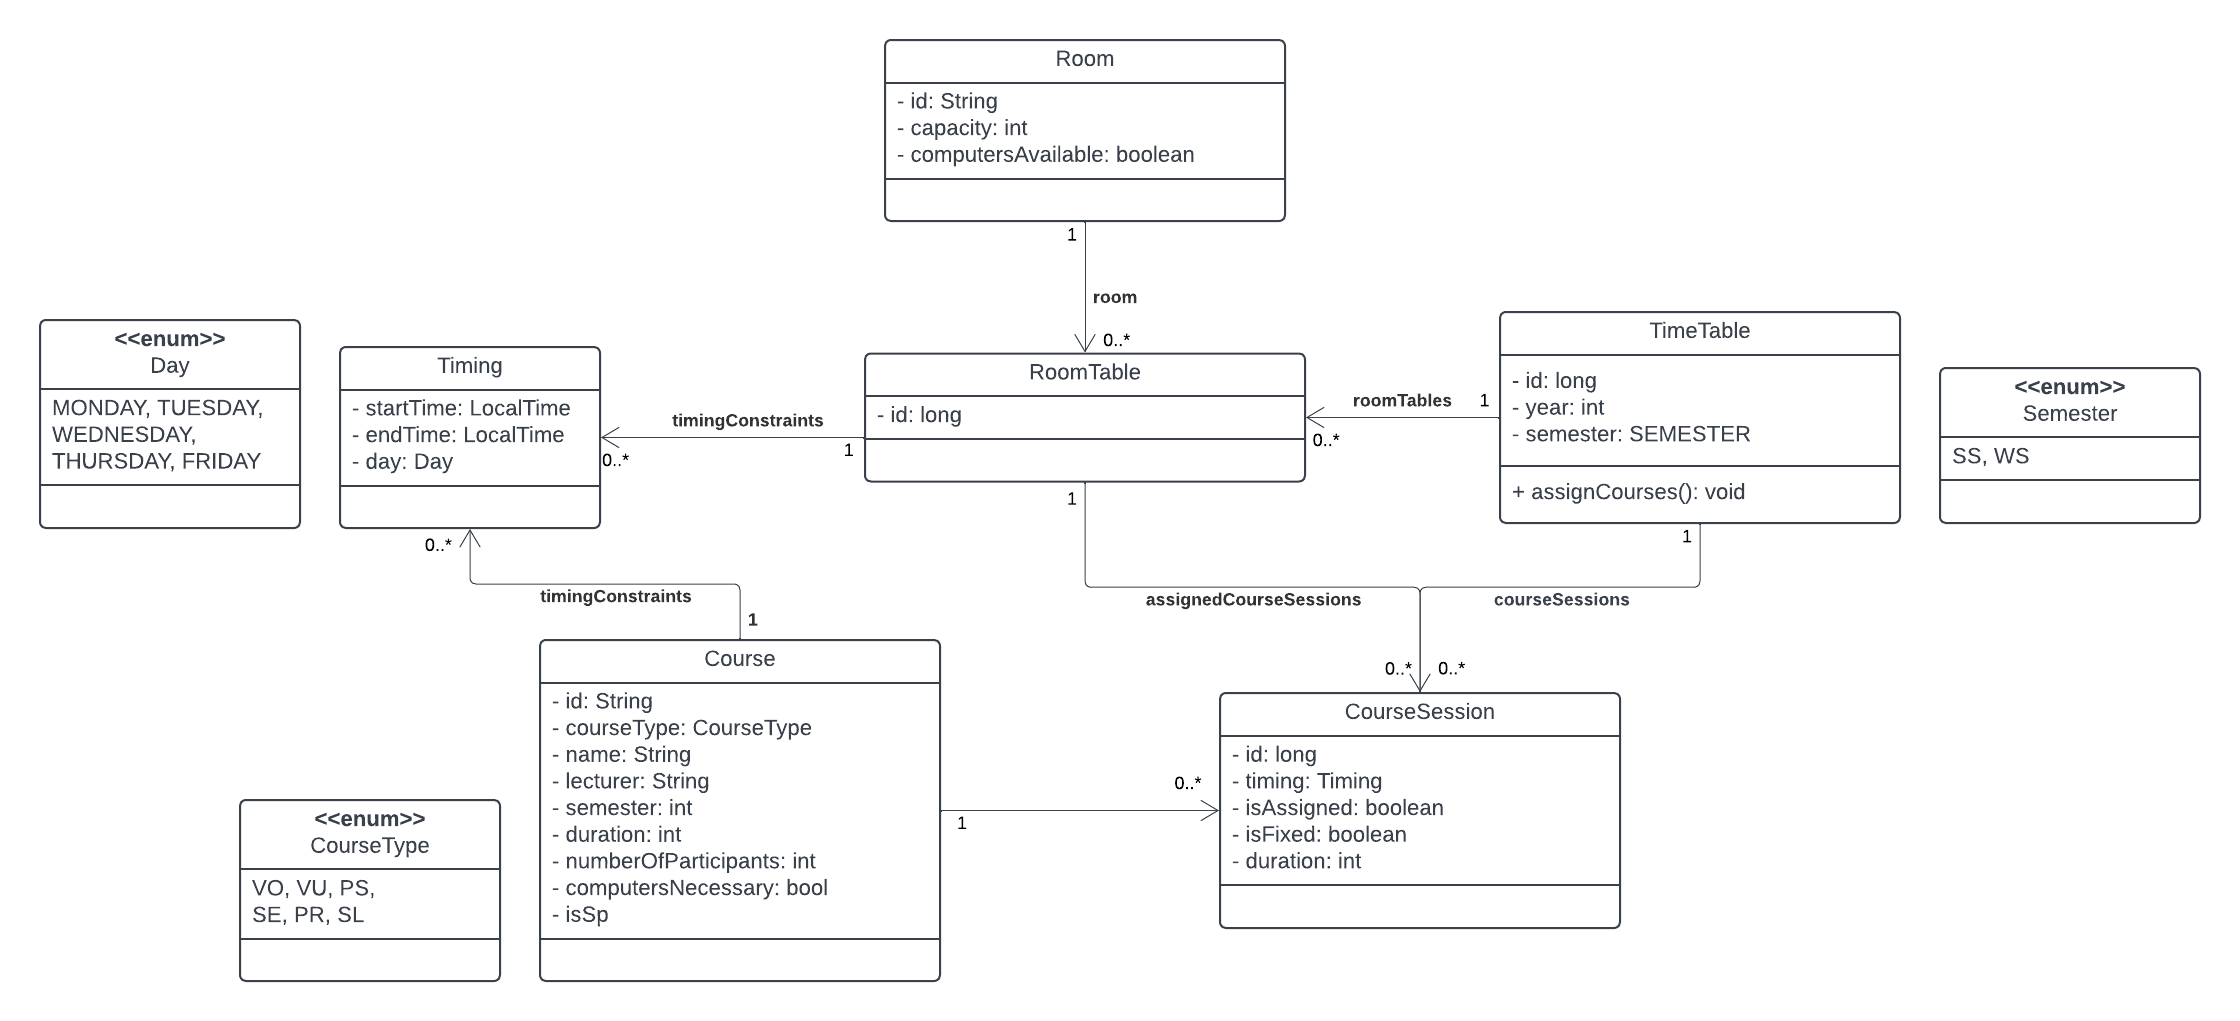 Room
- id: String
- capacity: int
- computersAvailable: boolean
1
room
0..*
<<enum>>
Day
MONDAY, TUESDAY,
WEDNESDAY,
THURSDAY, FRIDAY
Timing
- startTime: LocalTime
- endTime: LocalTime
- day: Day
timingConstraints
0..*
1
RoomTable
- id: long
roomTables
1
0..*
TimeTable
- id: long
- year: int
- semester: SEMESTER
+ assignCourses(): void
<<enum>>
Semester
SS, WS
1
1
0..*
timingConstraints
1
assignedCourseSessions
courseSessions
0..*
0..*
Course
- id: String
- courseType: CourseType
- name: String
- lecturer: String
- semester: int
- duration: int
- numberOfParticipants: int
- computersNecessary: bool
- isSp
<<enum>>
CourseType
VO, VU, PS,
SE, PR, SL
0..*
1
CourseSession
- id: long
- timing: Timing
- isAssigned: boolean
- isFixed: boolean
- duration: int